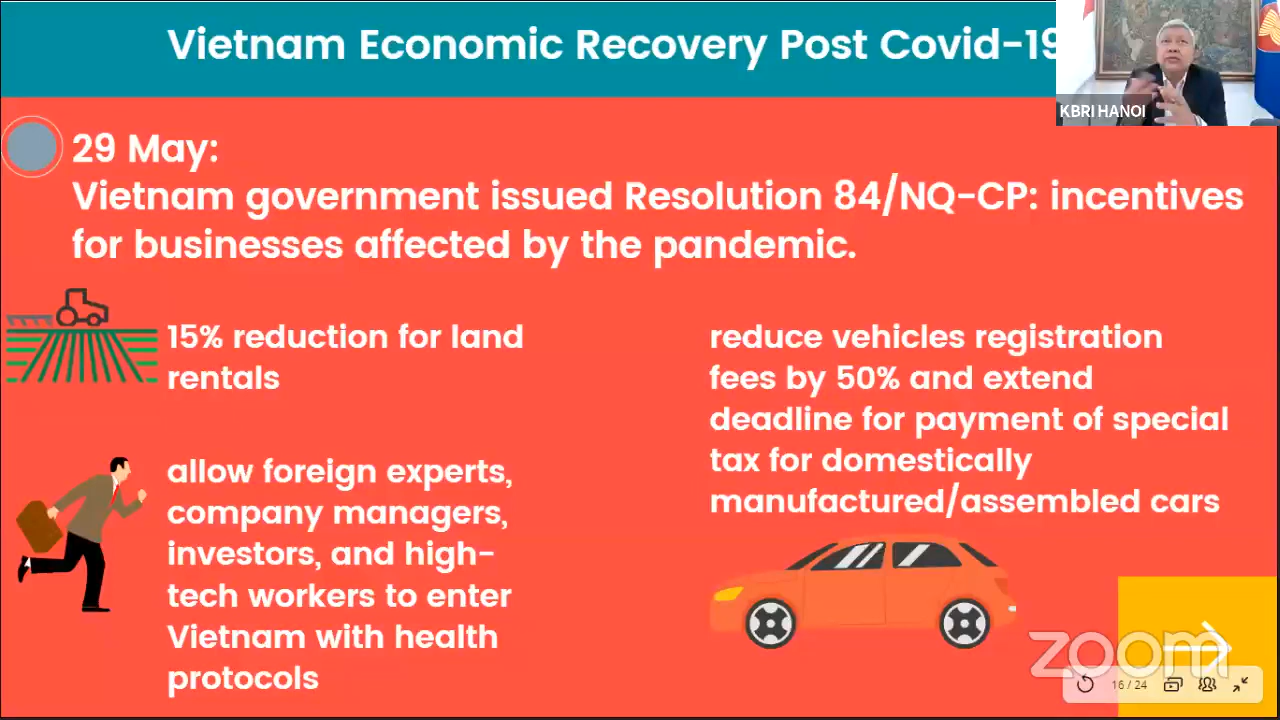 Vietnam Economic Recovery Post Covid-19
KBRI HANOI
29 May:
Vietnam government issued Resolution 84/NQ-CP: incentives
for businesses affected by the pandemic.
15% reduction for land
rentals
allow foreign experts,
company managers,
investors, and high-
tech workers to enter
Vietnam with health
protocols
reduce vehicles registration
fees by 50% and extend
deadline for payment of special
tax for domestically
manufactured/assembled cars
zoom
16 / 24